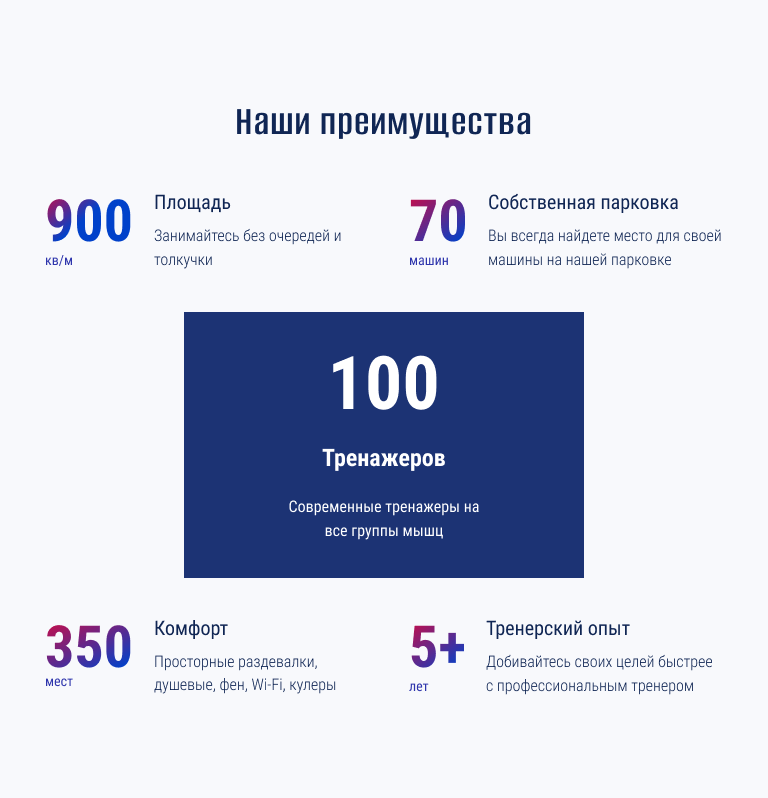 Наши преимущества
900
кв/м
Площадь
Занимайтесь без очередей и
толкучки
70
машин
Собственная парковка
Вы всегда найдете место для своей
машины на нашей парковке
100
Тренажеров
Современные тренажеры на
все группы мышц
350
мест
Комфорт
Просторные раздевалки,
душевые, фен, Wi-Fi, кулеры
5+
лет
Тренерский опыт
Добивайтесь своих целей быстрее
с профессиональным тренером